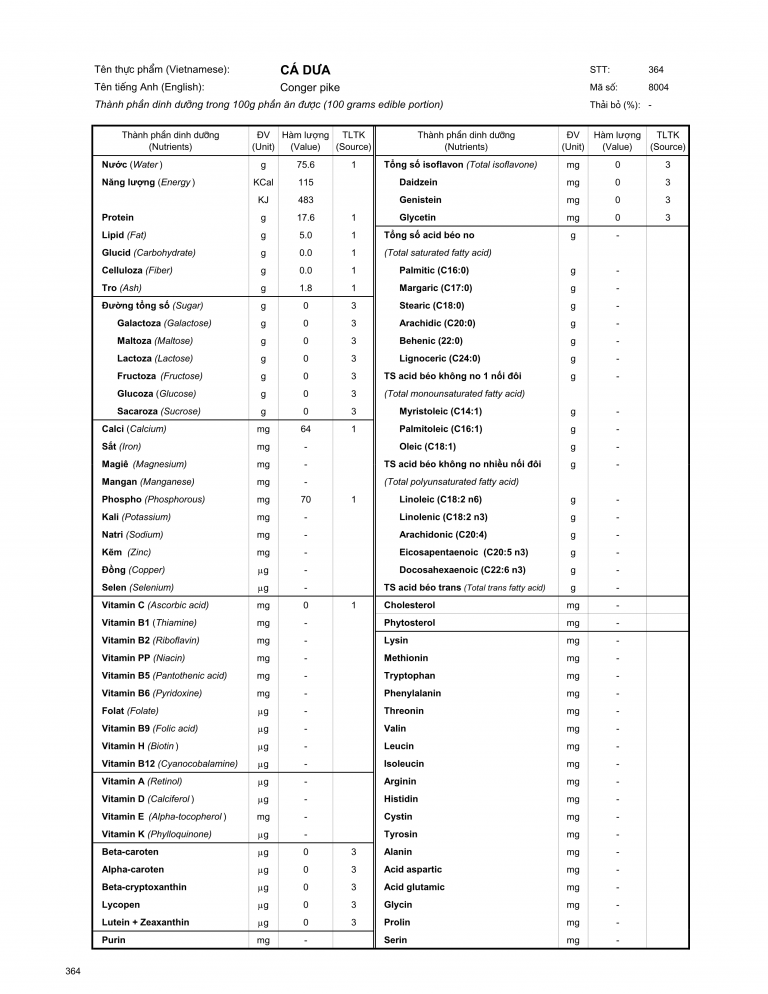 Tên thực phẩm (Vietnamese): CÁ DƯA STT: 364
Tên tiếng Anh (English): Conger pike Mã số: 8004
Thành phần dinh dưỡng trong 100g phần ăn được (100 grams edible portion) Thải bỏ (%): -
Thành phần dinh dưỡng ĐV Hàm lượng TLTK Thành phần dinh dưỡng ĐV Hàm lượng TLTK
(Nutrients) (Unit) (Value) (Source) (Nutrients) (Unit) (Value) (Source)
Nước (Water) g 75.6 1 Tổng số isoflavon (Total isoflavone) mg 0 3
Năng lượng (Energy) KCal 115 Daidzein mg 0 3
KJ 483 Genistein mg 0 3
Protein g 17.6 1 Glycetin mg 0 3
Lipid (Fat) g 5.0 1 Tổng số acid béo no g -
Glucid (Carbohydrate) g 0.0 1 (Total saturated fatty acid)
Celluloza (Fiber) g 0.0 1 Palmitic (C16:0) g -
Tro (Ash) g 1.8 1 Margaric (C17:0) g -
Đường tổng số (Sugar) g 0 3 Stearic (C18:0) g -
Galactoza (Galactose) g 0 3 Arachidic (C20:0) g -
Maltoza (Maltose) g 0 3 Behenic (22:0) g -
Lactoza (Lactose) g 0 3 Lignoceric (C24:0) g -
Fructoza (Fructose) g 0 3 TS acid béo không no 1 nối đôi g -
Glucoza (Glucose) g 0 3 (Total monounsaturated fatty acid)
Sacaroza (Sucrose) g 0 3 Myristoleic (C14:1) g -
Calci (Calcium) mg 64 1 Palmitoleic (C16:1) g -
Sắt (Iron) mg - Oleic (C18:1) g -
Magiê (Magnesium) mg - TS acid béo không no nhiều nối đôi g -
Mangan (Manganese) mg - (Total polyunsaturated fatty acid)
Phospho (Phosphorous) mg 70 1 Linoleic (C18:2 n6) g -
Kali (Potassium) mg - Linolenic (C18:2 n3) g -
Natri (Sodium) mg - Arachidonic (C20:4) g -
Kẽm (Zinc) mg - Eicosapentaenoic (C20:5 n3) g -
Đồng (Copper) μg - Docosahexaenoic (C22:6 n3) g -
Selen (Selenium) μg - TS acid béo trans (Total trans fatty acid) g -
Vitamin C (Ascorbic acid) mg 0 1 Cholesterol mg -
Vitamin B1 (Thiamine) mg - Phytosterol mg -
Vitamin B2 (Riboflavin) mg - Lysin mg -
Vitamin PP (Niacin) mg - Methionin mg -
Vitamin B5 (Pantothenic acid) mg - Tryptophan mg -
Vitamin B6 (Pyridoxine) mg - Phenylalanin mg -
Folat (Folate) μg - Threonin mg -
Vitamin B9 (Folic acid) μg - Valin mg -
Vitamin H (Biotin) μg - Leucin mg -
Vitamin B12 (Cyanocobalamine) μg - Isoleucin mg -
Vitamin A (Retinol) μg - Arginin mg -
Vitamin D (Calciferol) μg - Histidin mg -
Vitamin E (Alpha-tocopherol) mg - Cystin mg -
Vitamin K (Phylloquinone) μg - Tyrosin mg -
Beta-caroten μg 0 3 Alanin mg -
Alpha-caroten μg 0 3 Acid aspartic mg -
Beta-cryptoxanthin μg 0 3 Acid glutamic mg -
Lycopen μg 0 3 Glycin mg -
Lutein + Zeaxanthin μg 0 3 Prolin mg -
Purin mg - Serin mg -
364